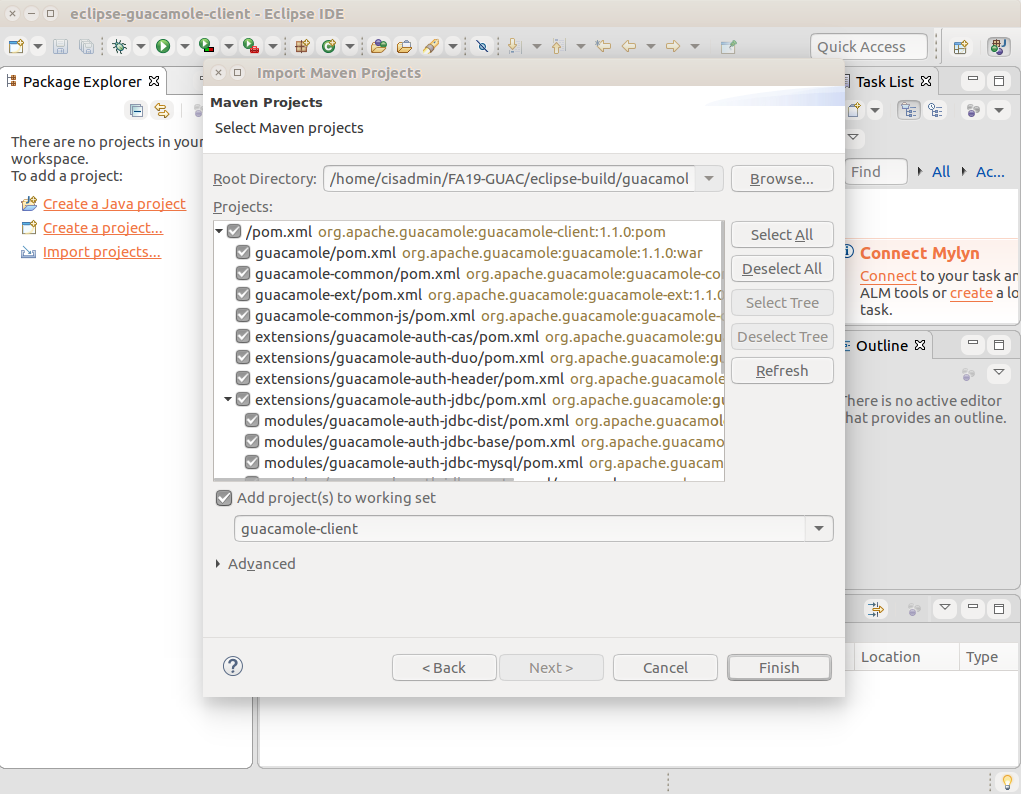 eclipse-guacamole-client - Eclipse IDE
Quick Access
Package Explorer
There are no projects in your
workspace.
To add a project:
Create a Java project
Create a project...
Import projects...
Import Maven Projects
Maven Projects
Select Maven projects
Root Directory: /home/cisadmin/FA19-GUAC/eclipse-build/guacamol Browse...
Projects:
/pom.xml org.apache.guacamole:guacamole-client:1.1.0:pom
guacamole/pom.xml org.apache.guacamole:guacamole:1.1.0:war
guacamole-common/pom.xml org.apache.guacamole:guacamole-co
guacamole-ext/pom.xml org.apache.guacamole:guacamole-ext:1.1.0
guacamole-common-js/pom.xml org.apache.guacamole:guacamole-
extensions/guacamole-auth-cas/pom.xml org.apache.guacamole:gu
extensions/guacamole-auth-duo/pom.xml org.apache.guacamole:gu
extensions/guacamole-auth-header/pom.xml org.apache.guacamole
extensions/guacamole-auth-jdbc/pom.xml org.apache.guacamole:gu
modules/guacamole-auth-jdbc-dist/pom.xml org.apache.guacamol
modules/guacamole-auth-jdbc-base/pom.xml org.apache.guacamo
modules/guacamole-auth-jdbc-mysql/pom.xml org.apache.guacam
Select All
Deselect All
Select Tree
Deselect Tree
Refresh
Add project(s) to working set
guacamole-client
Advanced
?
< Back
Next >
Cancel
Finish
Task List
Find
All
Ac...
Connect Mylyn
Connect to your task an
ALM tools or create a lo
task.
Outline
here is no active editor
hat provides an outline.
Location
Type